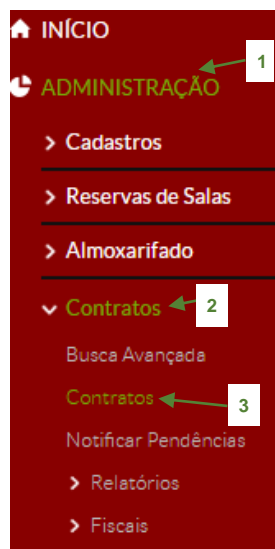 INÍCIO
1
ADMINISTRAÇÃO
Cadastros
Reservas de Salas
Almoxarifado
Contratos 2
Busca Avançada
Contratos 3
Notificar Pendências
Relatórios
Fiscais